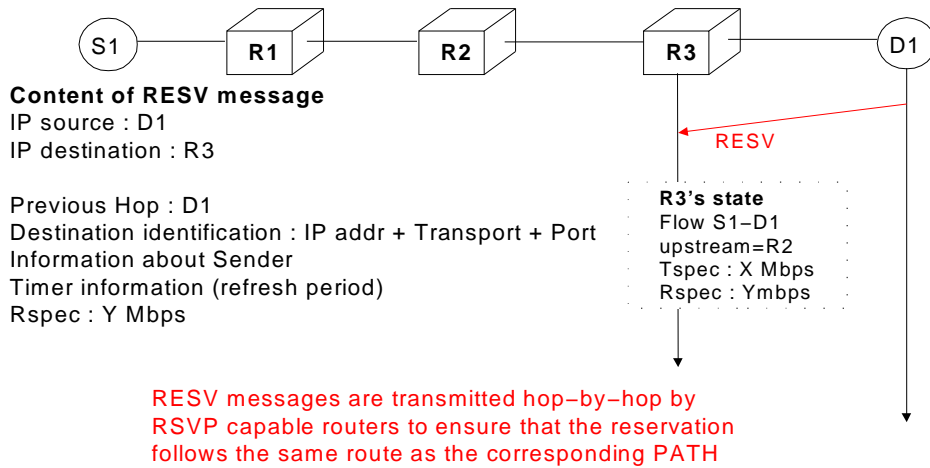 S1
R1
R2
R3
D1
Content of RESV message
IP source : D1
IP destination : R3
RESV
Previous Hop : D1
Destination identification : IP addr + Transport + Port
Information about Sender
Timer information (refresh period)
Rspec : Y Mbps
R3's state
Flow S1−D1
upstream=R2
Tspec : X Mbps
Rspec : Ymbps
RESV messages are transmitted hop−by−hop by
RSVP capable routers to ensure that the reservation
follows the same route as the corresponding PATH